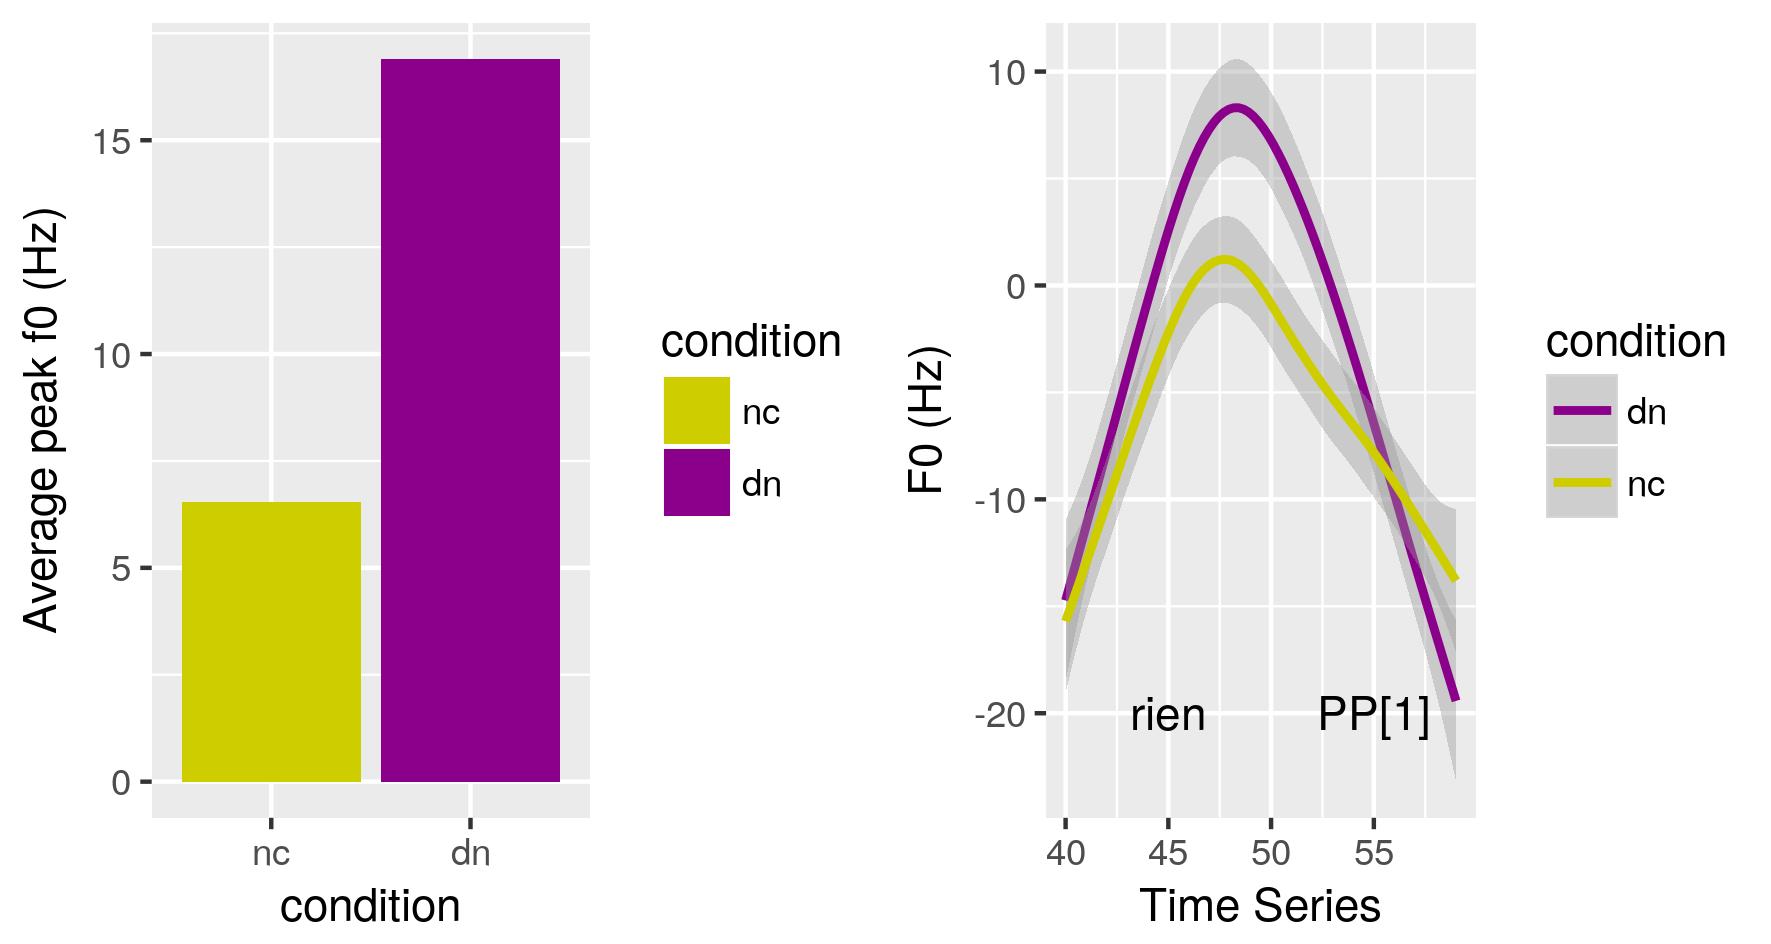 Average peak f0 (Hz)
15
10
5
0
nc
dn
condition
condition
nc
dn
F0 (Hz)
10
0
-10
-20
rien
PP[1]
40
45
50
55
Time Series
condition
dn
nc